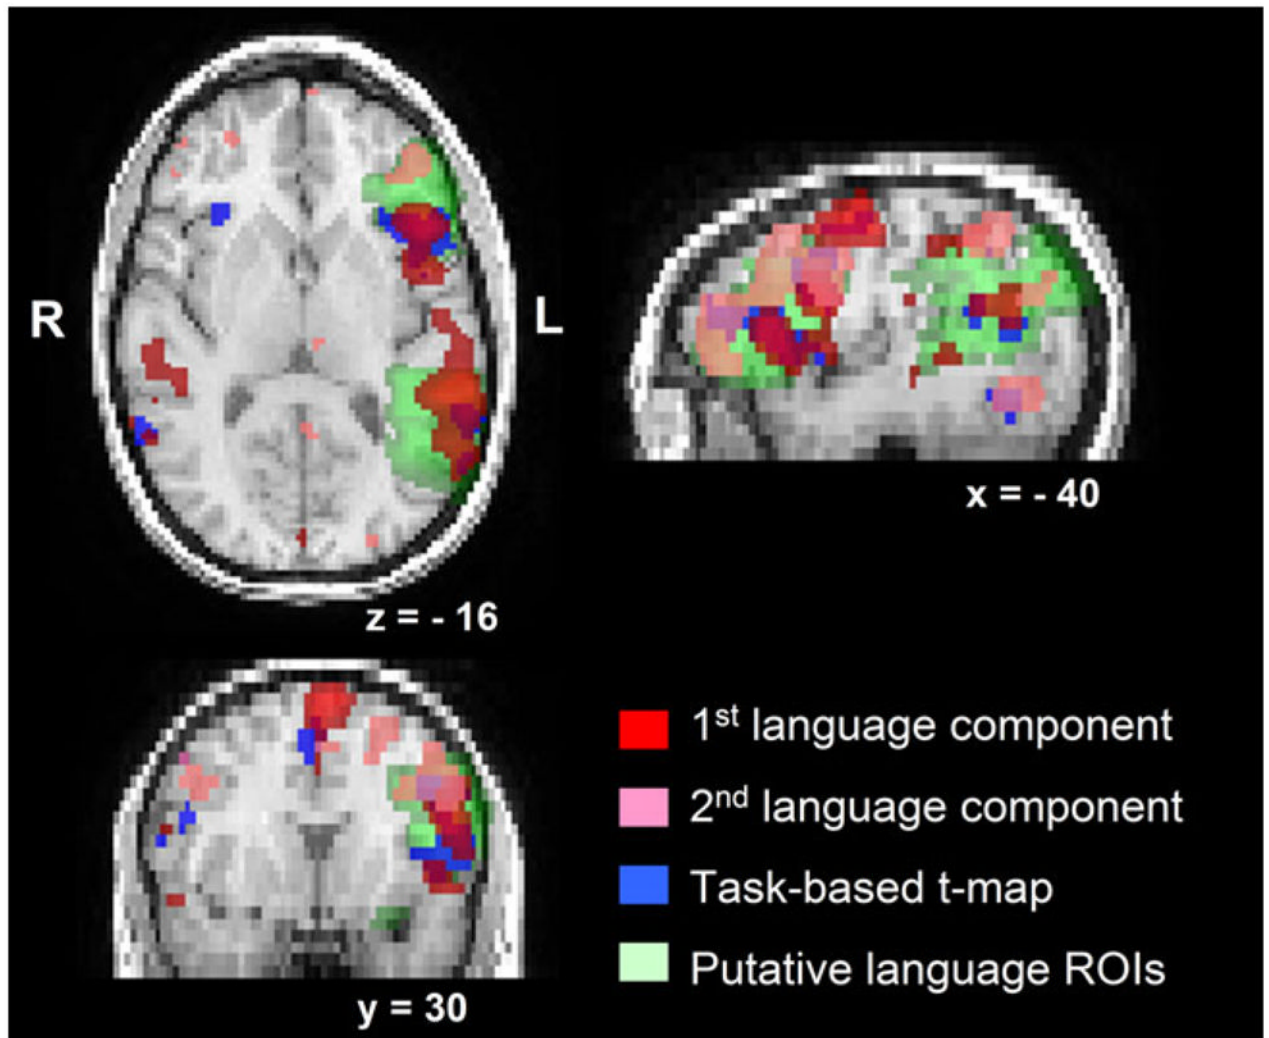 R
L
x = - 40
z = - 16
1st language component
2nd language component
Task-based t-map
Putative language ROIs
y = 30